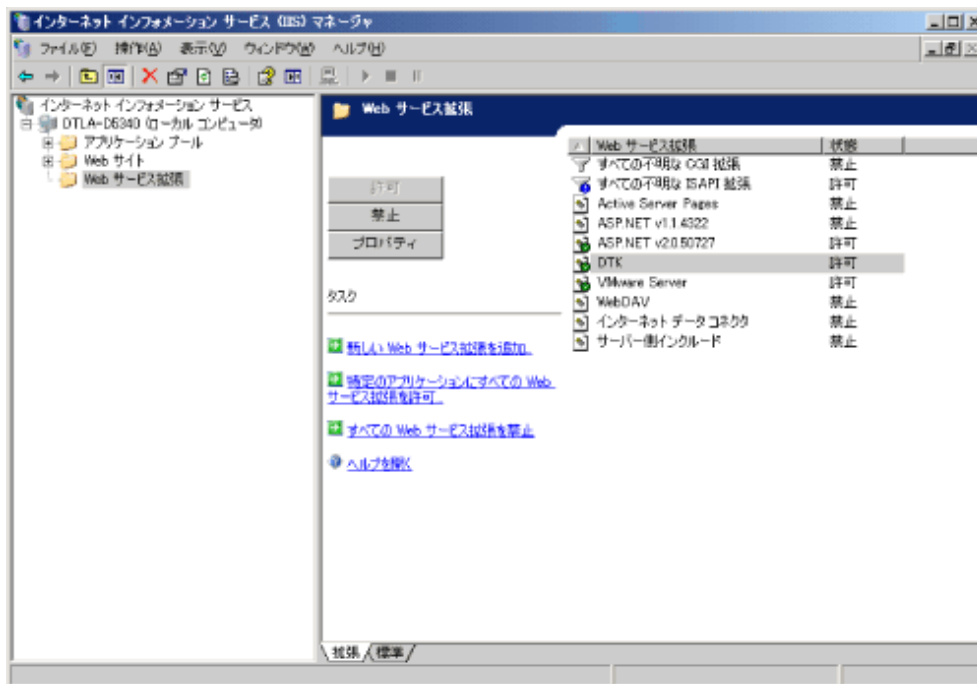 インターネット インフォメーション サービス (IIS) マネージャ
ファイル(F) 操作(A) 表示(V) ウィンドウ(W) ヘルプ(H)
インターネット インフォメーション サービス
DTLA-D5340 (ローカル コンピュータ)
アプリケーション プール
Web サイト
Web サービス拡張
Web サービス拡張
許可
禁止
プロパティ
タスク
新しい Web サービス拡張を追加...
特定のアプリケーションにすべての Web
サービス拡張を許可...
すべての Web サービス拡張を禁止
ヘルプを開く
Web サービス拡張 状態
すべての不明な CGI 拡張 禁止
すべての不明な ISAPI 拡張 許可
Active Server Pages 禁止
ASP.NET v1.1.4322 禁止
ASP.NET v2.0.50727 許可
DTK 許可
VMware Server 許可
WebDAV 禁止
インターネット データ コネクタ 禁止
サーバー側インクルード 禁止
拡張 標準